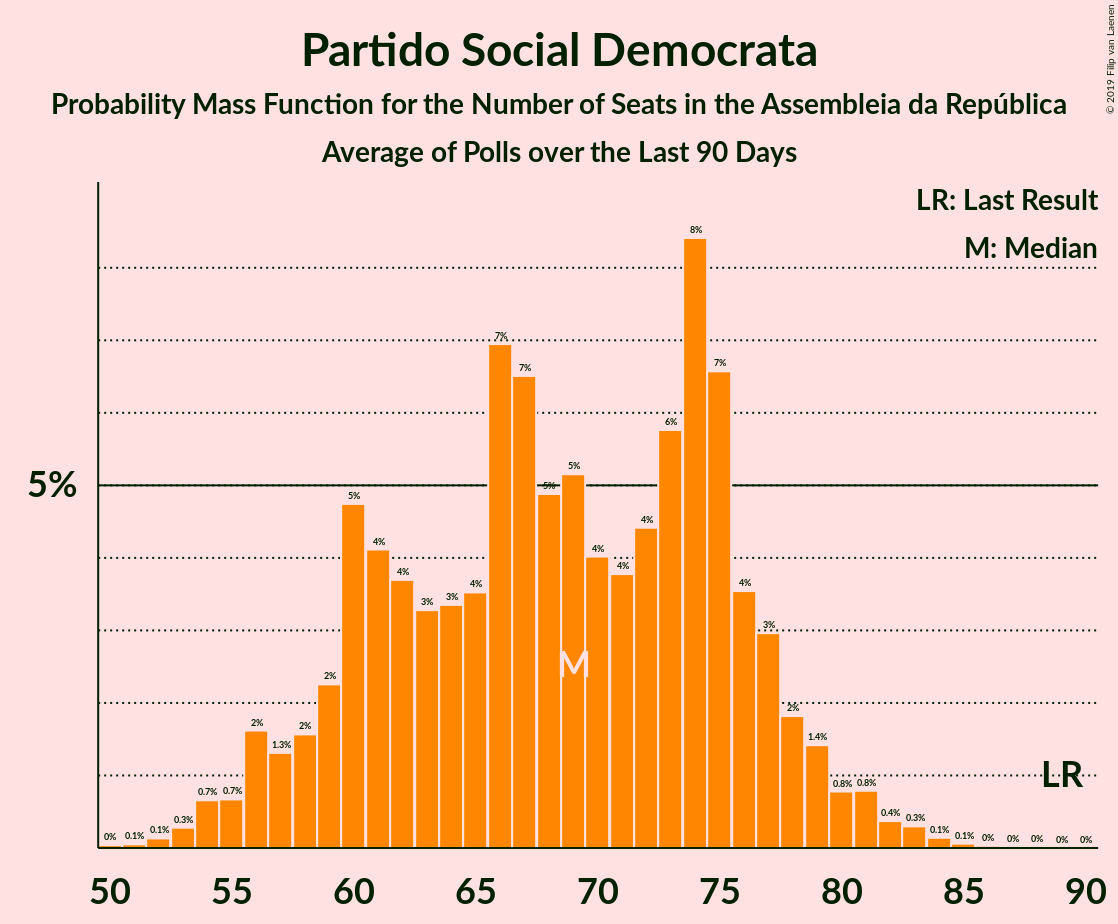 Partido Social Democrata
Probability Mass Function for the Number of Seats in the Assembleia da República
Average of Polls over the Last 90 Days
© 2019 Filip van Laenen
LR: Last Result
M: Median
5%
0% 0.1% 0.1% 0.3% 0.7% 0.7% 2% 1.3% 2% 2% 5% 4% 4% 3% 3% 4% 7% 7% 5% 5% 4% 4% 4% 6% 8% 7% 4% 3% 2% 1.4% 0.8% 0.8% 0.4% 0.3% 0.1% 0.1% 0% 0% 0% 0% 0%
M
LR
50 55 60 65 70 75 80 85 90